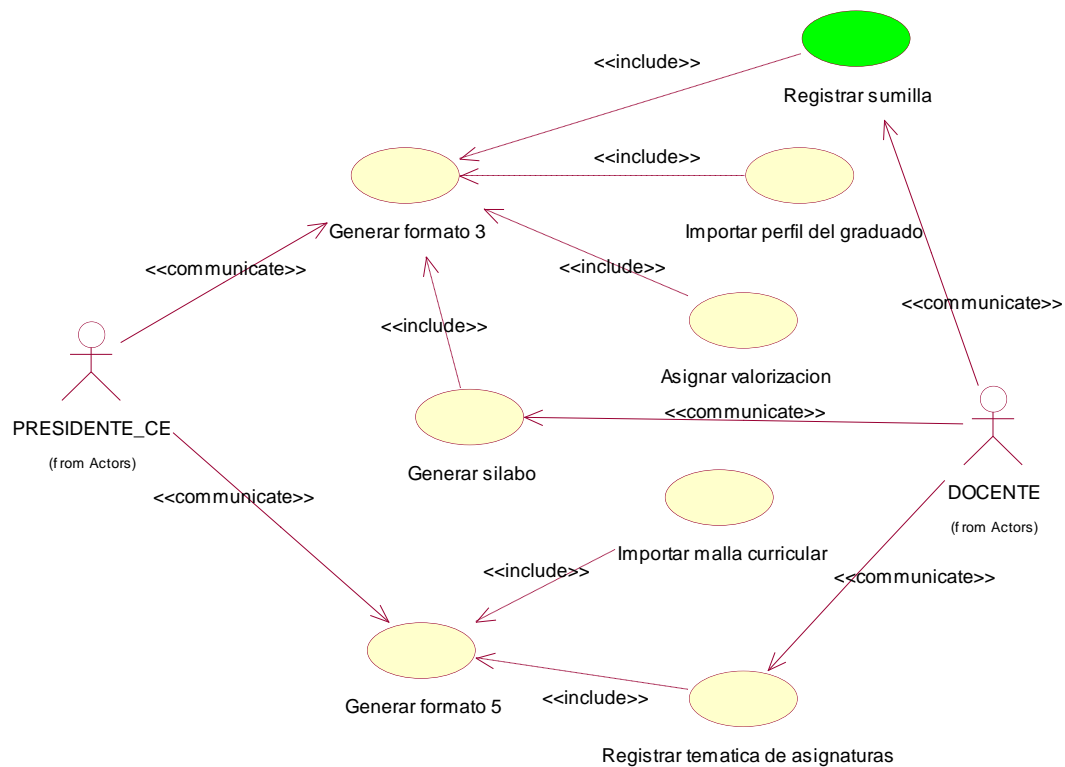 <<include>>
Registrar sumilla
<<include>>
Generar formato 3
Importar perfil del graduado
<<communicate>>
<<include>>
<<communicate>>
<<include>>
Asignar valorizacion
<<communicate>>
PRESIDENTE_CE
(from Actors)
Generar silabo
<<communicate>>
DOCENTE
(from Actors)
Importar malla curricular
<<include>>
<<communicate>>
Generar formato 5
<<include>>
Registrar tematica de asignaturas